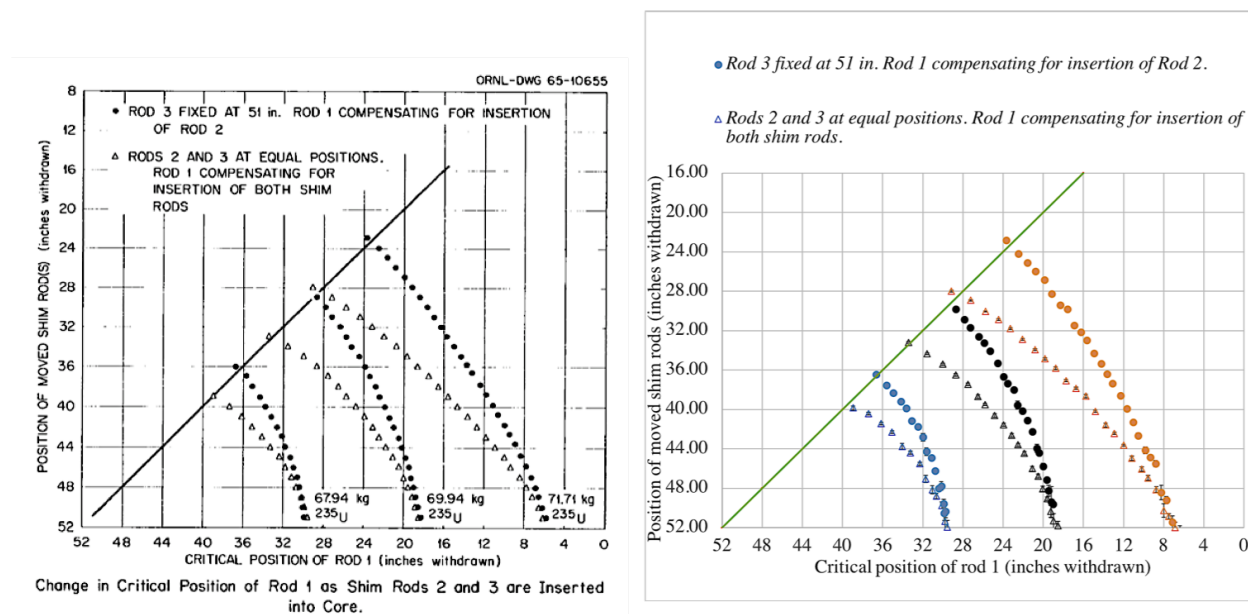 ORNL-DWG 65-10655
8
12
16
20
24
28
32
36
40
44
48
52
POSITION OF MOVED SHIM ROD(S) (inches withdrawn)
• ROD 3 FIXED AT 51 in. ROD 1 COMPENSATING FOR INSERTION
OF ROD 2
△ RODS 2 AND 3 AT EQUAL POSITIONS.
ROD 1 COMPENSATING FOR
INSERTION OF BOTH SHIM
RODS
67.94 kg
235U
69.94 kg
235U
71.71 kg
235U
52 48 44 40 36 32 28 24 20 16 12 8 4 0
CRITICAL POSITION OF ROD 1 (inches withdrawn)
Change in Critical Position of Rod 1 as Shim Rods 2 and 3 are Inserted
into Core.
Rod 3 fixed at 51 in. Rod 1 compensating for insertion of Rod 2.
Rods 2 and 3 at equal positions. Rod 1 compensating for insertion of
both shim rods.
16.00
20.00
24.00
28.00
32.00
36.00
40.00
44.00
48.00
52.00
Position of moved shim rods (inches withdrawn)
52 48 44 40 36 32 28 24 20 16 12 8 4 0
Critical position of rod 1 (inches withdrawn)